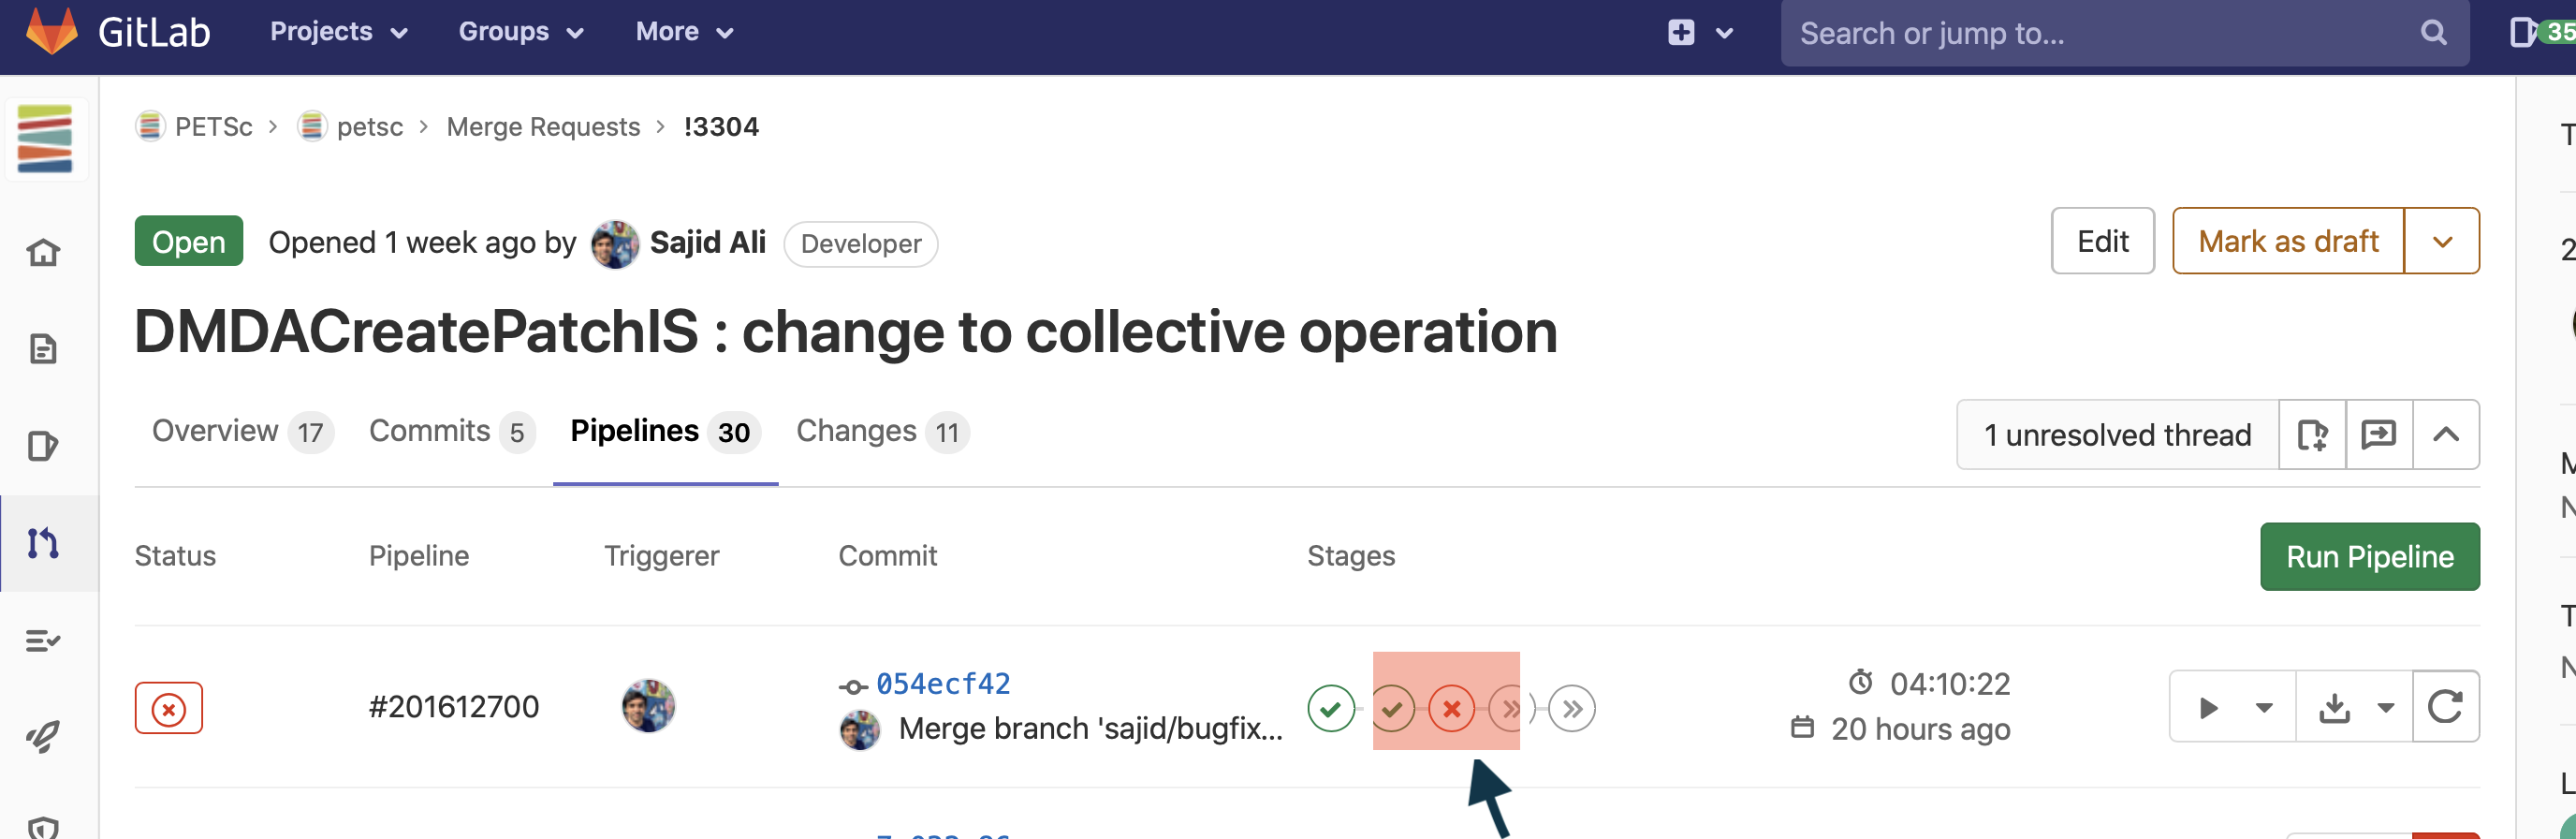 GitLab Projects Groups More Search or jump to... 35
PETSc > petsc > Merge Requests > !3304
Open Opened 1 week ago by Sajid Ali Developer Edit Mark as draft
DMDACreatePatchIS : change to collective operation
Overview 17 Commits 5 Pipelines 30 Changes 11 1 unresolved thread
Status Pipeline Triggerer Commit Stages Run Pipeline
054ecf42 04:10:22
#201612700
Merge branch 'sajid/bugfix... 20 hours ago